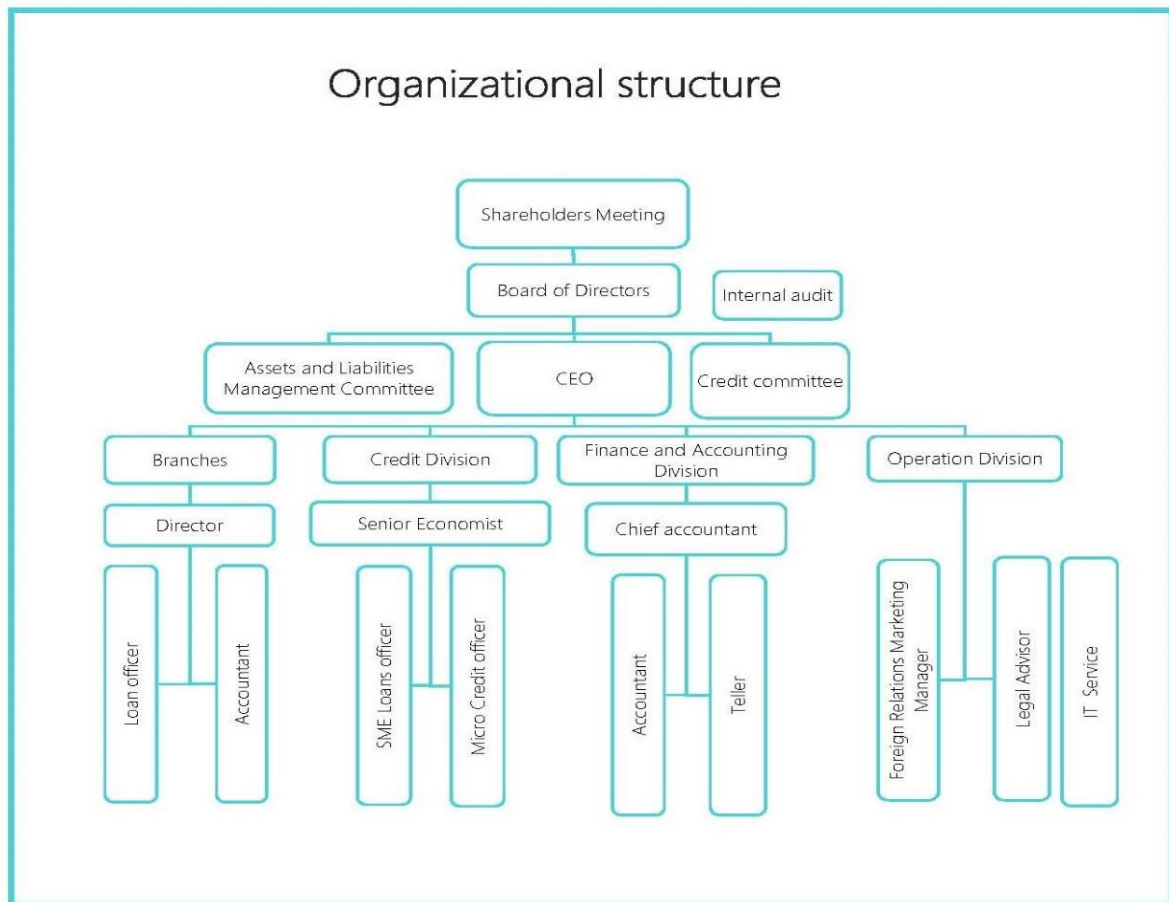 Organizational structure
Shareholders Meeting
Board of Directors
Internal audit
Assets and Liabilities
Management Committee
CEO
Credit committee
Branches
Credit Division
Finance and Accounting
Division
Operation Division
Director
Senior Economist
Chief accountant
Loan officer
Accountant
SME Loans officer
Micro Credit officer
Accountant
Teller
Foreign Relations Marketing
Manager
Legal Advisor
IT Service